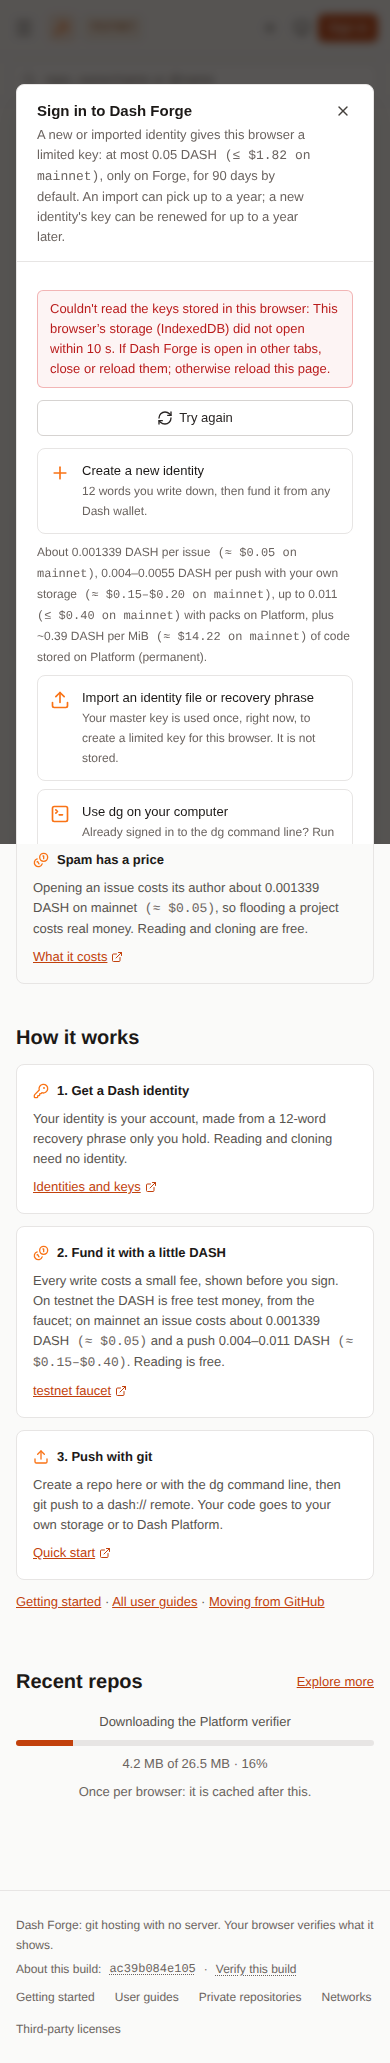 Sign in to Dash Forge
A new or imported identity gives this browser a
limited key: at most 0.05 DASH (≤ $1.82 on
mainnet), only on Forge, for 90 days by
default. An import can pick up to a year; a new
identity's key can be renewed for up to a year
later.
Couldn't read the keys stored in this browser: This
browser’s storage (IndexedDB) did not open
within 10 s. If Dash Forge is open in other tabs,
close or reload them; otherwise reload this page.
Try again
Create a new identity
12 words you write down, then fund it from any
Dash wallet.
About 0.001339 DASH per issue (≈ $0.05 on
mainnet), 0.004–0.0055 DASH per push with your own
storage (≈ $0.15–$0.20 on mainnet), up to 0.011
(≤ $0.40 on mainnet) with packs on Platform, plus
~0.39 DASH per MiB (≈ $14.22 on mainnet) of code
stored on Platform (permanent).
Import an identity file or recovery phrase
Your master key is used once, right now, to
create a limited key for this browser. It is not
stored.
Use dg on your computer
Already signed in to the dg command line? Run
Spam has a price
Opening an issue costs its author about 0.001339
DASH on mainnet (≈ $0.05), so flooding a project
costs real money. Reading and cloning are free.
What it costs
How it works
1. Get a Dash identity
Your identity is your account, made from a 12-word
recovery phrase only you hold. Reading and cloning
need no identity.
Identities and keys
2. Fund it with a little DASH
Every write costs a small fee, shown before you sign.
On testnet the DASH is free test money, from the
faucet; on mainnet an issue costs about 0.001339
DASH (≈ $0.05) and a push 0.004–0.011 DASH (≈
$0.15–$0.40). Reading is free.
testnet faucet
3. Push with git
Create a repo here or with the dg command line, then
git push to a dash:// remote. Your code goes to your
own storage or to Dash Platform.
Quick start
Getting started · All user guides · Moving from GitHub
Recent repos
Explore more
Downloading the Platform verifier
4.2 MB of 26.5 MB · 16%
Once per browser: it is cached after this.
Dash Forge: git hosting with no server. Your browser verifies what it
shows.
About this build: ac39b084e105 · Verify this build
Getting started User guides Private repositories Networks
Third-party licenses